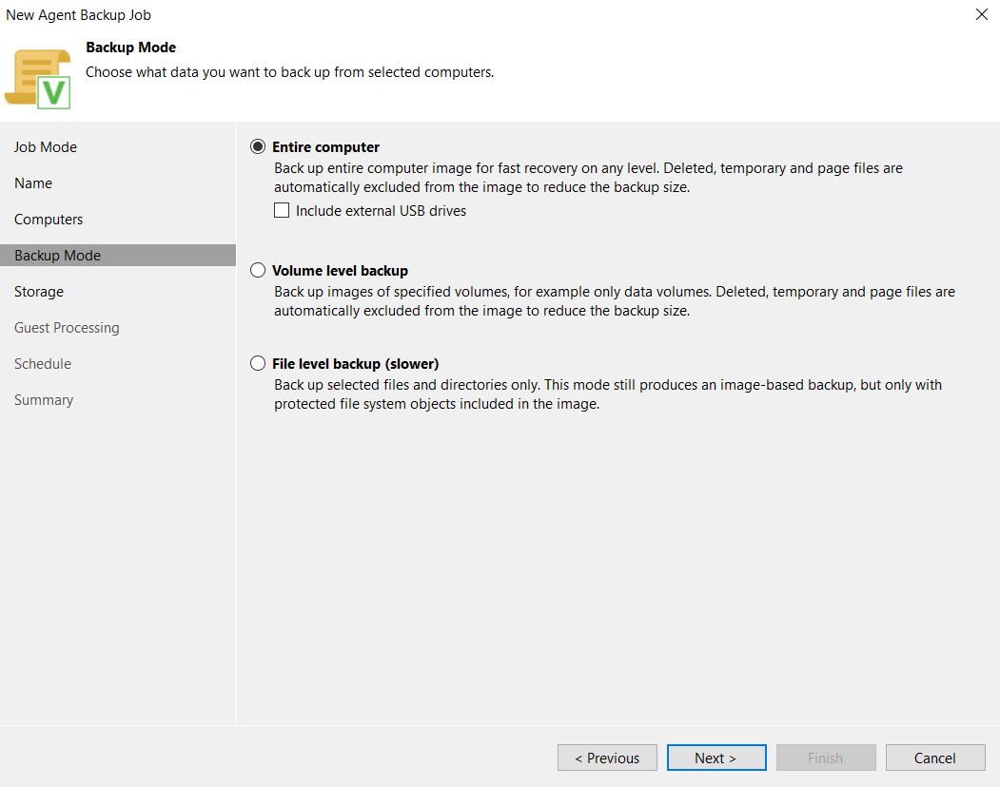 New Agent Backup Job
Backup Mode
Choose what data you want to back up from selected computers.
V
Job Mode
Name
Computers
Backup Mode
Storage
Guest Processing
Schedule
Summary
Entire computer
Back up entire computer image for fast recovery on any level. Deleted, temporary and page files are
automatically excluded from the image to reduce the backup size.
Include external USB drives
Volume level backup
Back up images of specified volumes, for example only data volumes. Deleted, temporary and page files are
automatically excluded from the image to reduce the backup size.
File level backup (slower)
Back up selected files and directories only. This mode still produces an image-based backup, but only with
protected file system objects included in the image.
< Previous
Next >
Finish
Cancel